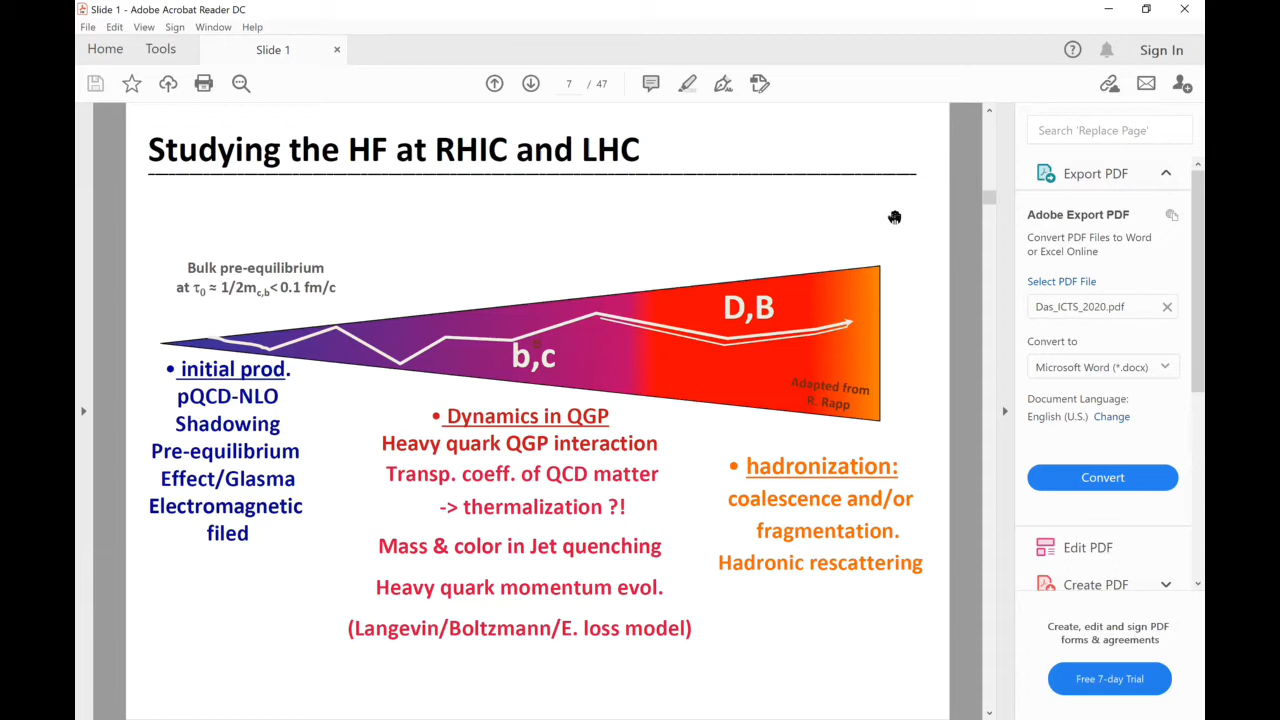 Slide 1 - Adobe Acrobat Reader DC
File Edit View Sign Window Help
Home Tools Slide 1 × Sign In
7 / 47
Studying the HF at RHIC and LHC
Bulk pre-equilibrium
at τ₀ ≈ 1/2m_c,b< 0.1 fm/c
D,B
b,c
Adapted from
R. Rapp
• initial prod.
pQCD-NLO
Shadowing
Pre-equilibrium
Effect/Glasma
Electromagnetic
filed
• Dynamics in QGP
Heavy quark QGP interaction
Transp. coeff. of QCD matter
-> thermalization ?!
Mass & color in Jet quenching
Heavy quark momentum evol.
(Langevin/Boltzmann/E. loss model)
• hadronization:
coalescence and/or
fragmentation.
Hadronic rescattering
Search 'Replace Page'
Export PDF
Adobe Export PDF
Convert PDF Files to Word
or Excel Online
Select PDF File
Das_ICTS_2020.pdf
Convert to
Microsoft Word (*.docx)
Document Language:
English (U.S.) Change
Convert
Edit PDF
Create PDF
Create, edit and sign PDF
forms & agreements
Free 7-day Trial